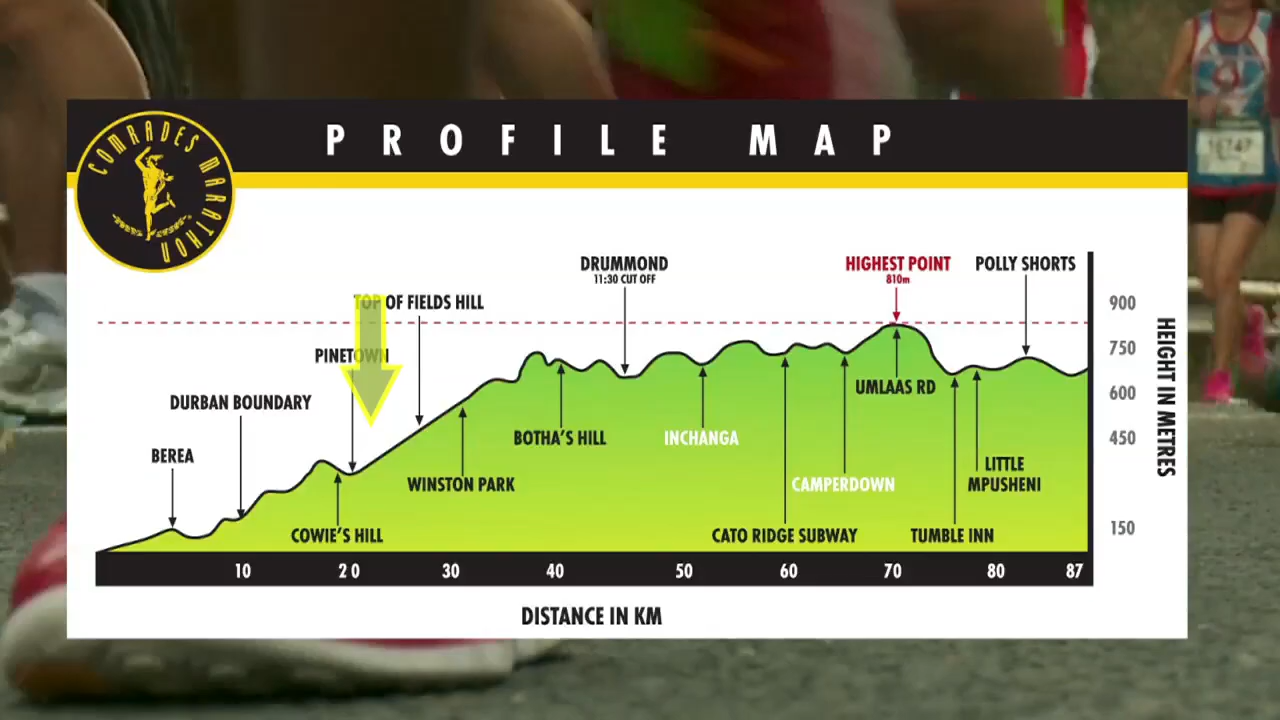 COMRADES MARATHON
PROFILE MAP
DRUMMOND
11:30 CUT OFF
HIGHEST POINT
810m
POLLY SHORTS
TOP OF FIELDS HILL
900
PINETOWN
750
UMLAAS RD
600
DURBAN BOUNDARY
BOTHA'S HILL
INCHANGA
450
BEREA
WINSTON PARK
CAMPERDOWN
LITTLE
MPUSHENI
COWIE'S HILL
CATO RIDGE SUBWAY
TUMBLE INN
150
HEIGHT IN METRES
10 20 30 40 50 60 70 80 87
DISTANCE IN KM
16747